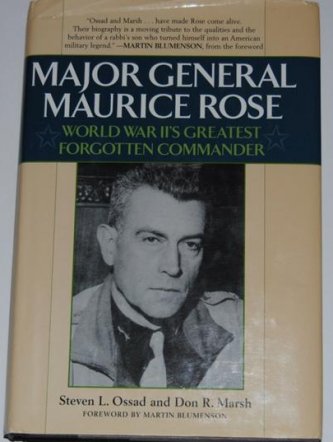 "Ossad and Marsh . . . have made Rose come alive.
Their biography is a moving tribute to the qualities and the
behavior of a rabbi's son who turned himself into an American
military legend."—MARTIN BLUMENSON, from the foreword
MAJOR GENERAL
MAURICE ROSE
WORLD WAR II'S GREATEST
FORGOTTEN COMMANDER
Steven L. Ossad and Don R. Marsh
FOREWORD BY MARTIN BLUMENSON